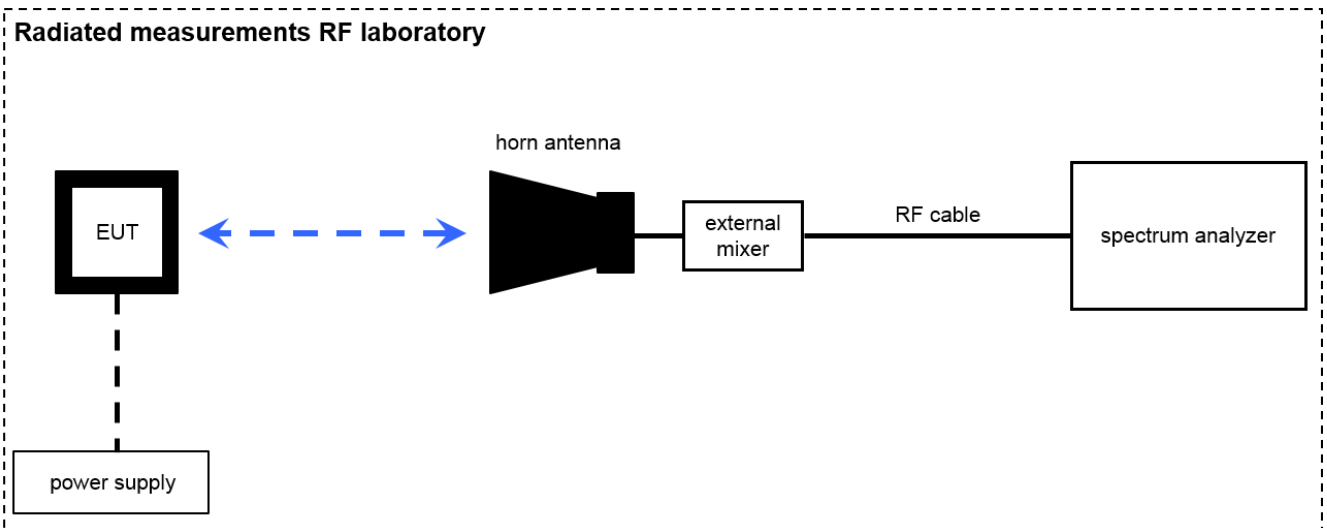 Radiated measurements RF laboratory
horn antenna
EUT
external
mixer
RF cable
spectrum analyzer
power supply